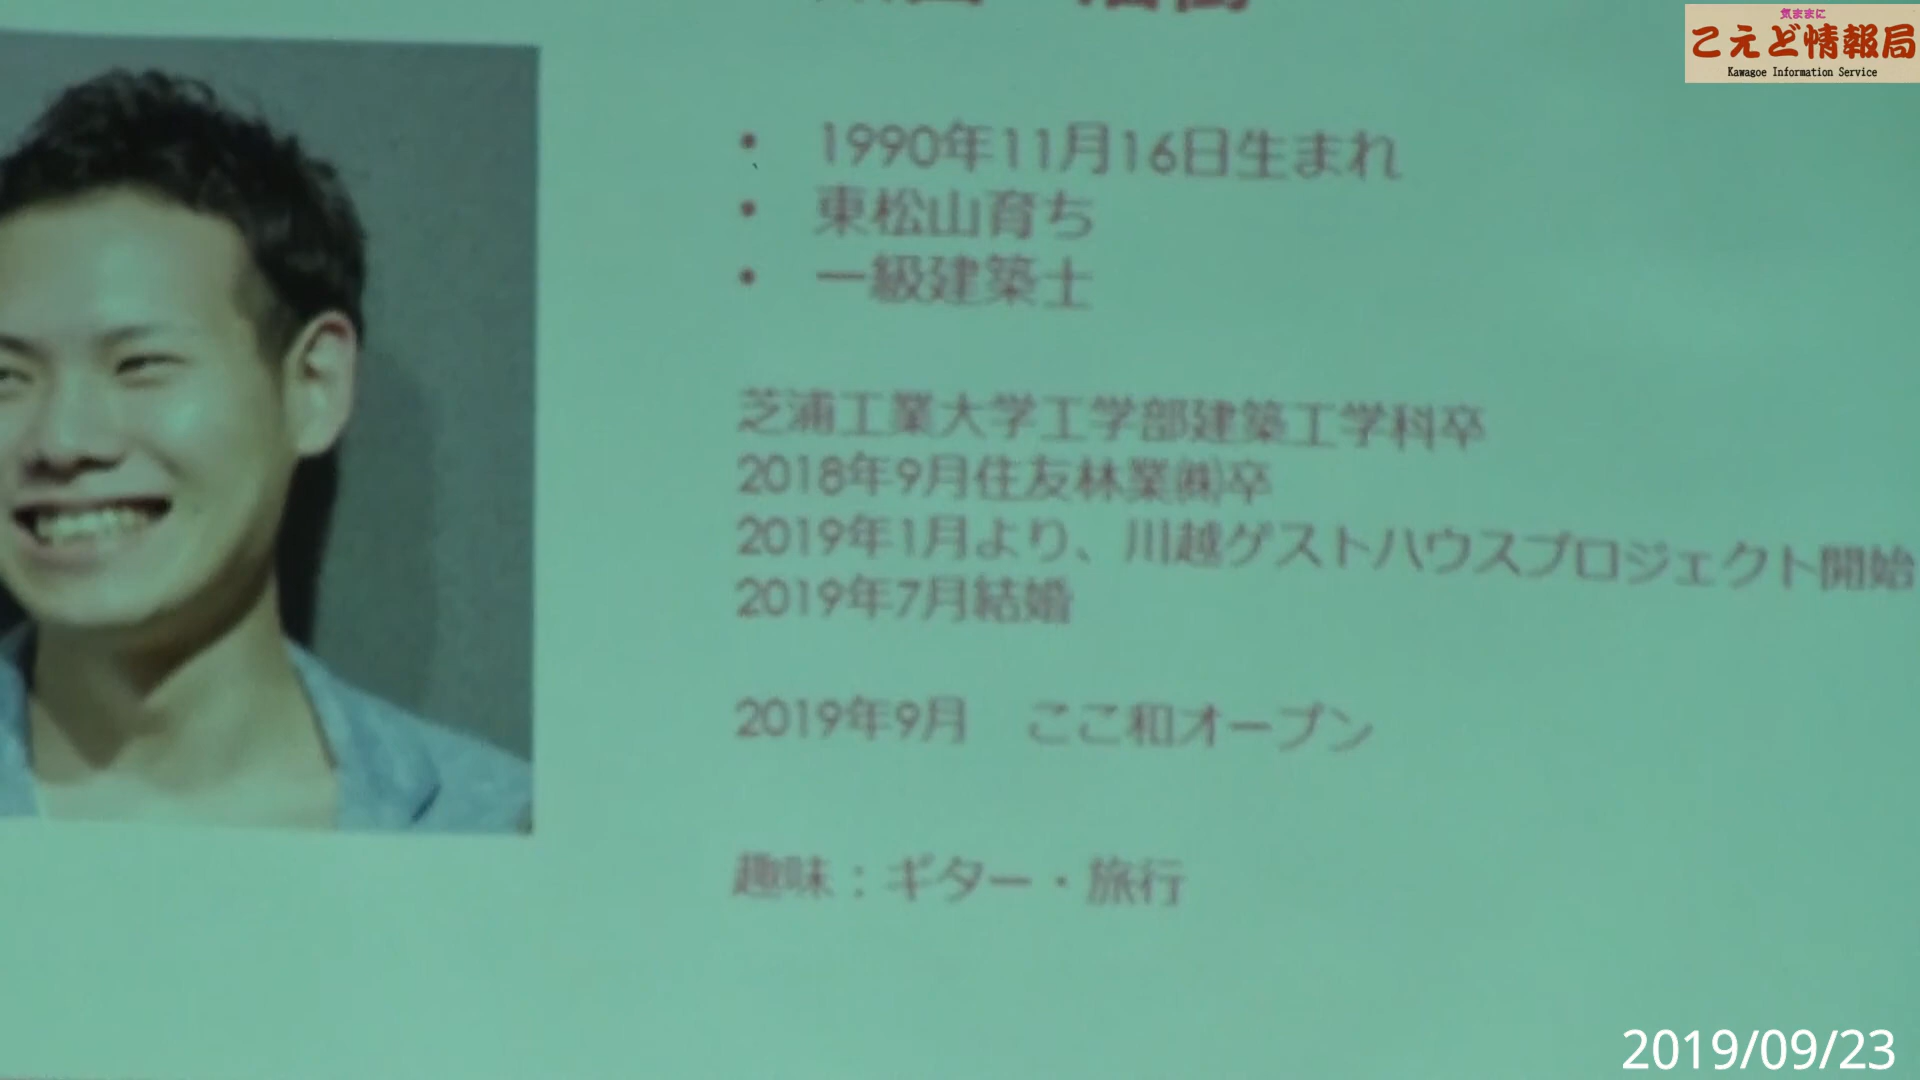 気ままに
こえど情報局
Kawagoe Information Service
• 1990年11月16日生まれ
• 東松山育ち
• 一級建築士
芝浦工業大学工学部建築工学科卒
2018年9月住友林業㈱卒
2019年1月より、川越ゲストハウスプロジェクト開始
2019年7月結婚
2019年9月　ここ和オープン
趣味：ギター・旅行
2019/09/23